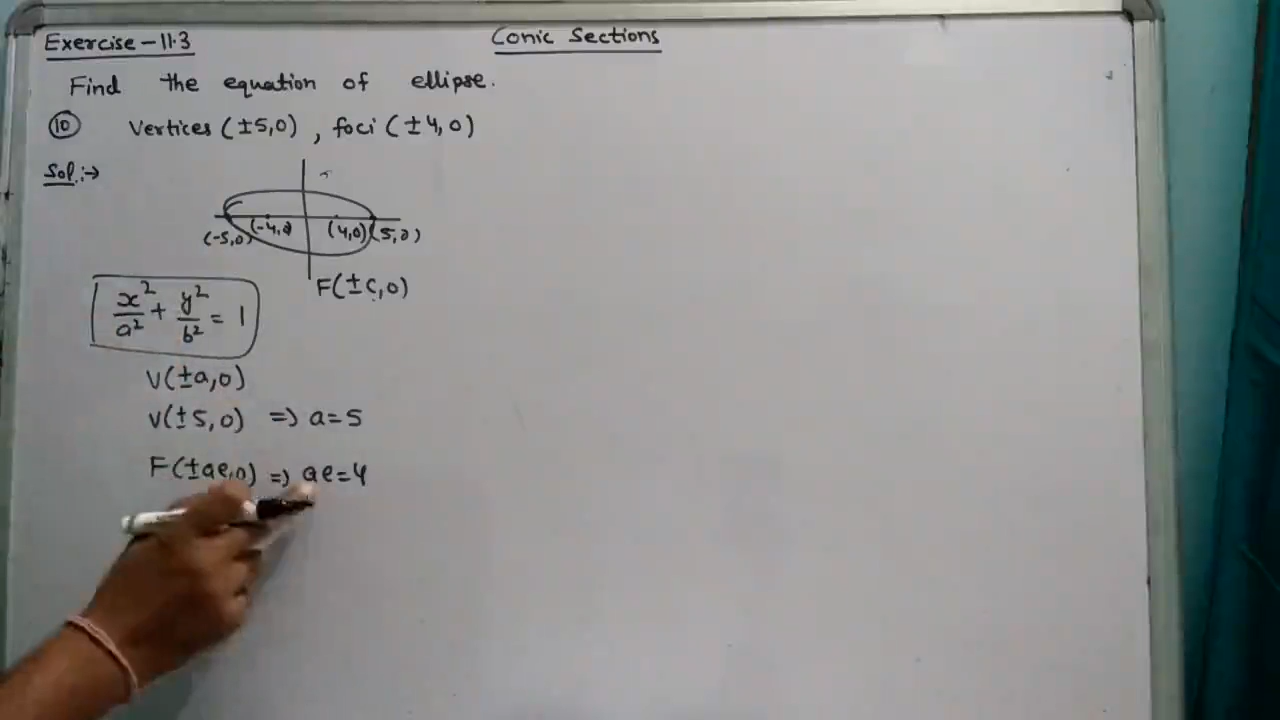 Exercise-11.3
Conic Sections
Find the equation of ellipse.
⑩ Vertices (±5,0), foci (±4,0)
Sol:→
(-5,0) (-4,0) (4,0) (5,0)
F(±c,0)
x²/a² + y²/b² = 1
V(±a,0)
V(±5,0) => a=5
F(±ae,0) => ae=4